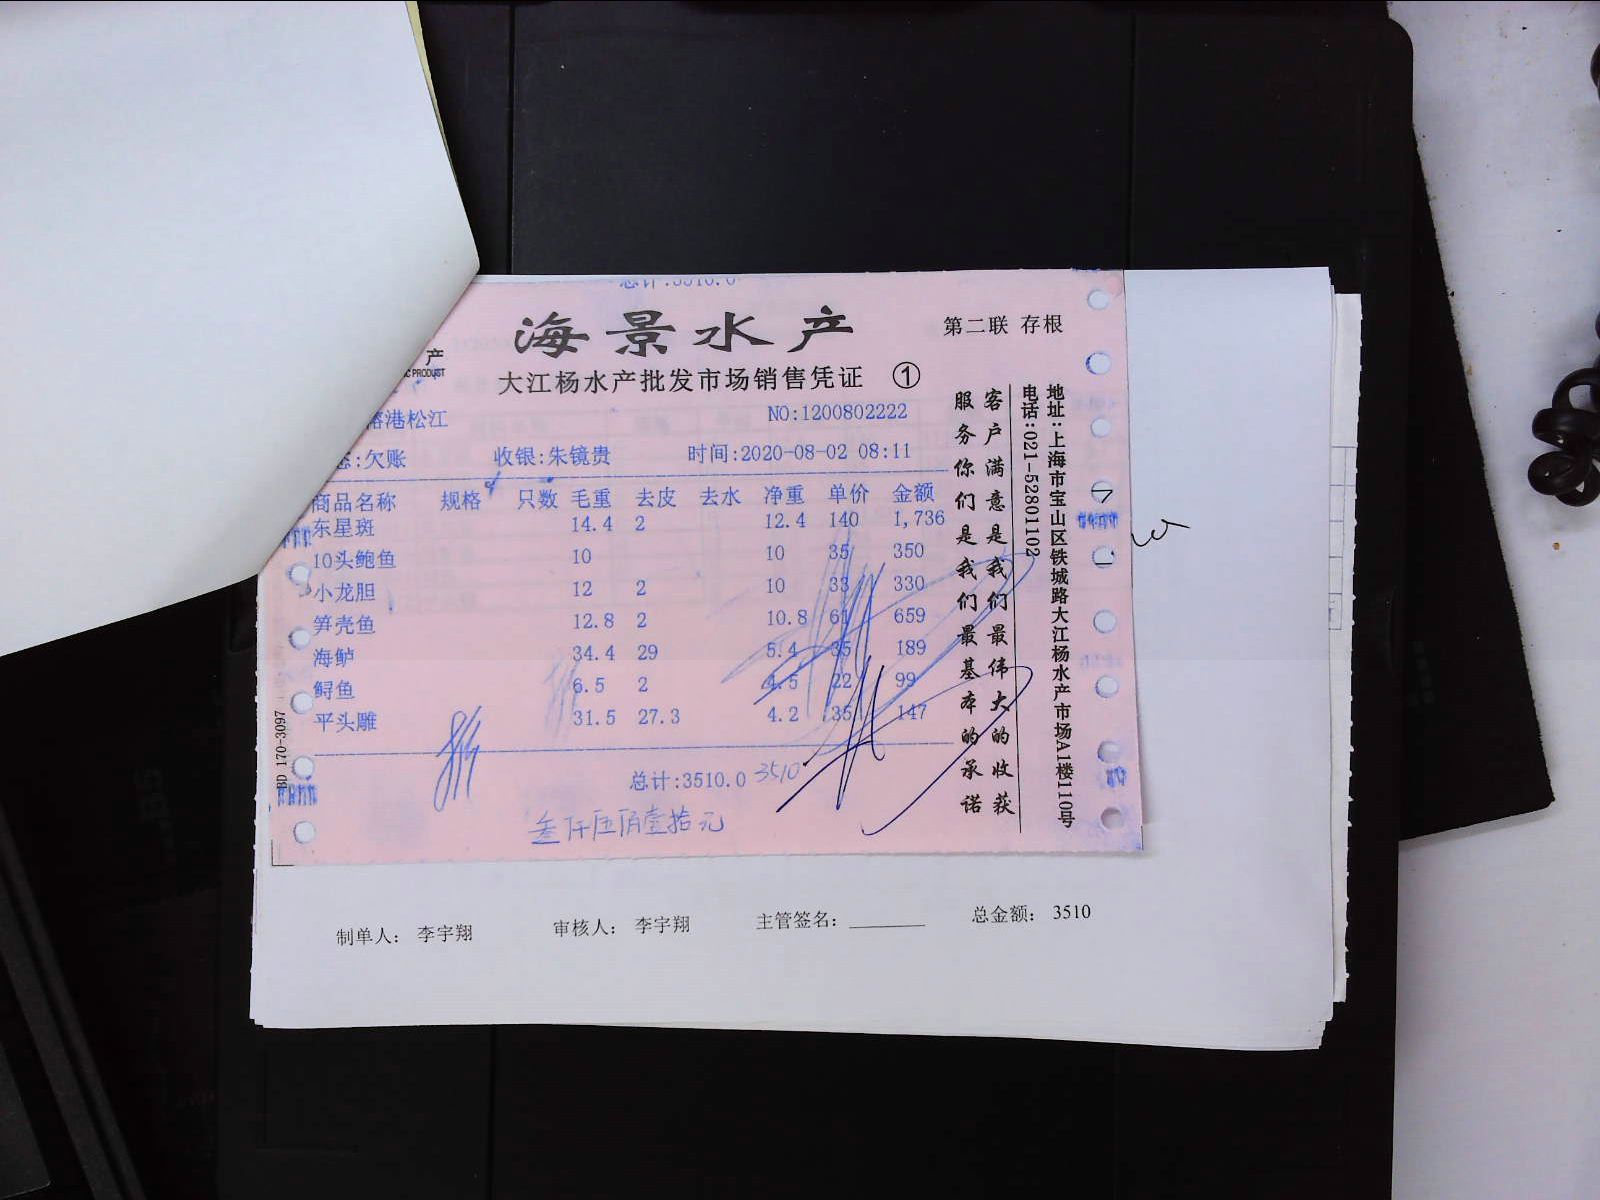 总计:3510.0
海景水产
第二联 存根
产
C PRODUCT
大江杨水产批发市场销售凭证 ①
港松江
NO:1200802222
:欠账
收银:朱镜贵
时间:2020-08-02 08:11
商品名称 规格 只数 毛重 去皮 去水 净重 单价 金额
东星斑 14.4 2 12.4 140 1,736
10头鲍鱼 10 10 35 350
小龙胆 12 2 10 33 330
笋壳鱼 12.8 2 10.8 61 659
海鲈 34.4 29 5.4 35 189
鲟鱼 6.5 2 4.5 22 99
平头雕 31.5 27.3 4.2 35 147
总计:3510.0 3510
叁仟伍佰壹拾元
客户满意是我们最伟大的收获
服务你们是我们最基本的承诺
地址:上海市宝山区铁城路大江杨水产市场A1楼110号
电话:021-52801102
BD 170-3097
制单人: 李宇翔
审核人: 李宇翔
主管签名:
总金额: 3510